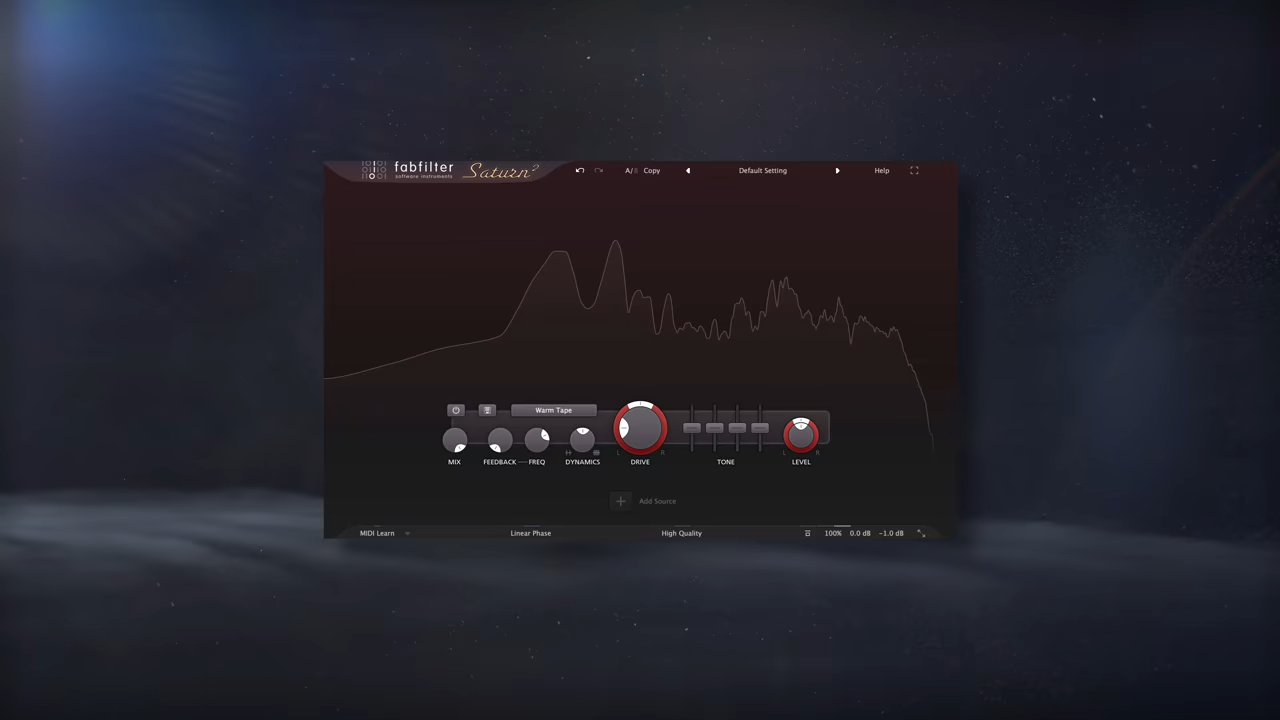 fabfilter
software instruments
Saturn 2
A/B Copy
Default Setting
Help
Warm Tape
MIX
FEEDBACK
FREQ
DYNAMICS
L
R
DRIVE
TONE
L
R
LEVEL
+ Add Source
MIDI Learn
Linear Phase
High Quality
100%
0.0 dB
-1.0 dB